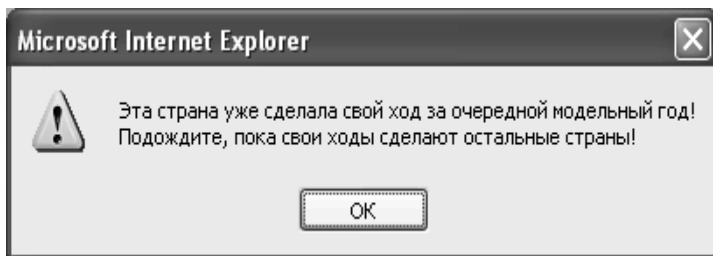 Microsoft Internet Explorer
Эта страна уже сделала свой ход за очередной модельный год!
Подождите, пока свои ходы сделают остальные страны!
OK